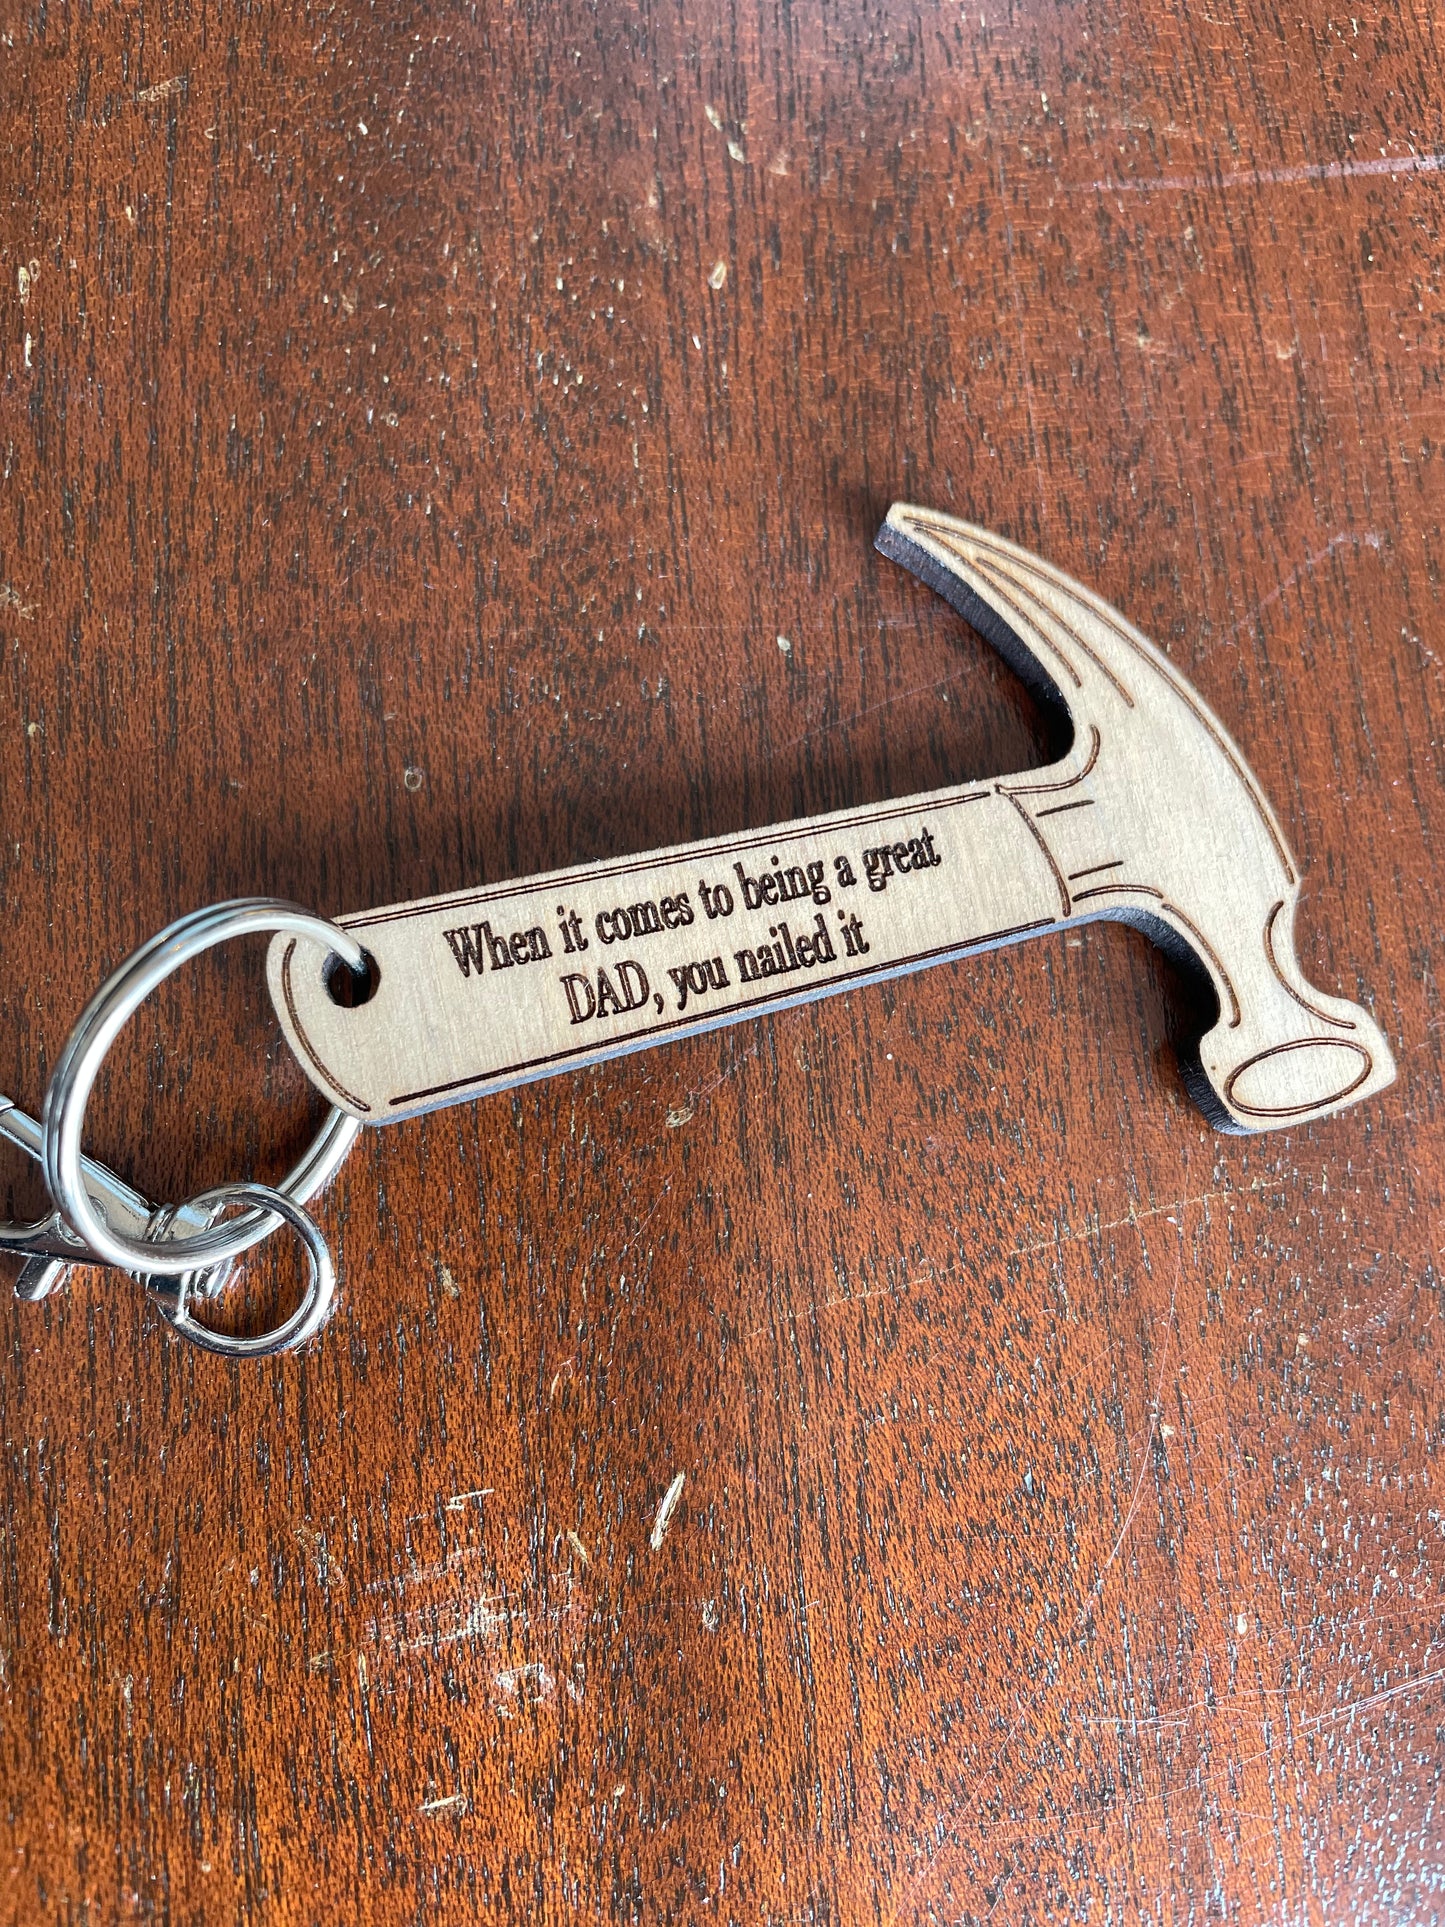 When it comes to being a great
DAD, you nailed it